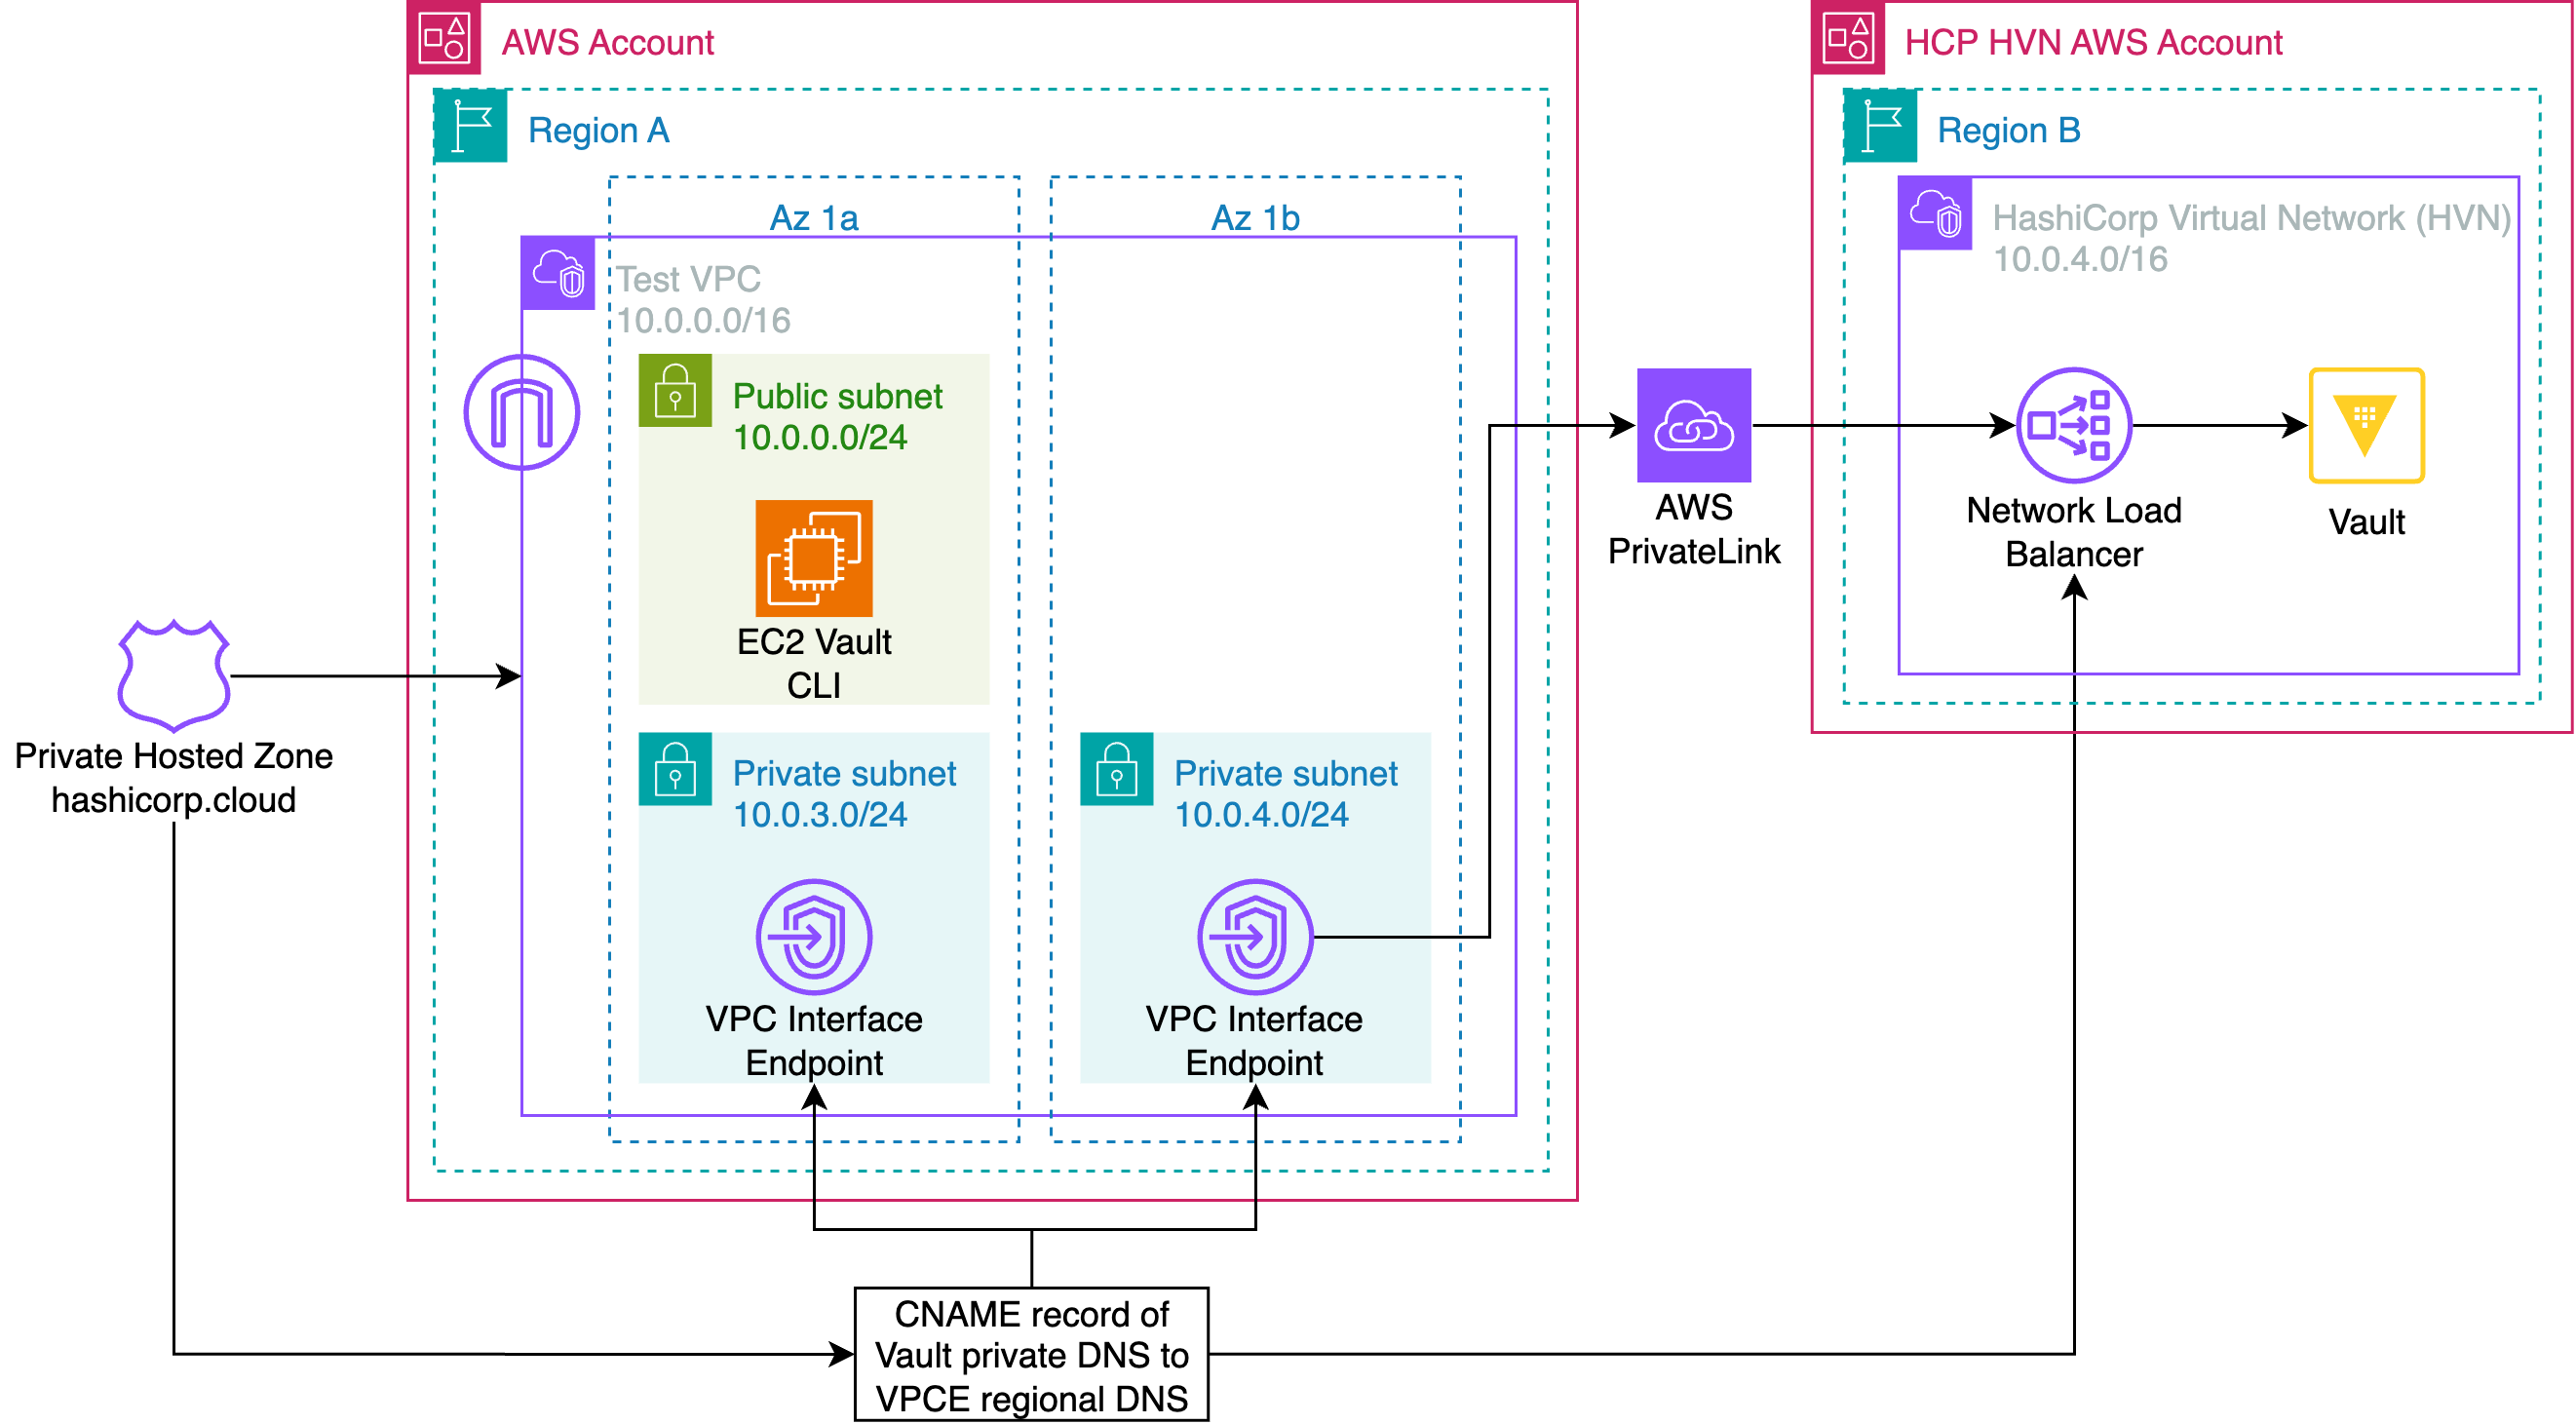 AWS Account
HCP HVN AWS Account
Region A
Region B
Az 1a
Az 1b
HashiCorp Virtual Network (HVN)
10.0.4.0/16
Test VPC
10.0.0.0/16
Public subnet
10.0.0.0/24
EC2 Vault
CLI
AWS
PrivateLink
Network Load
Balancer
Vault
Private Hosted Zone
hashicorp.cloud
Private subnet
10.0.3.0/24
VPC Interface
Endpoint
Private subnet
10.0.4.0/24
VPC Interface
Endpoint
CNAME record of
Vault private DNS to
VPCE regional DNS